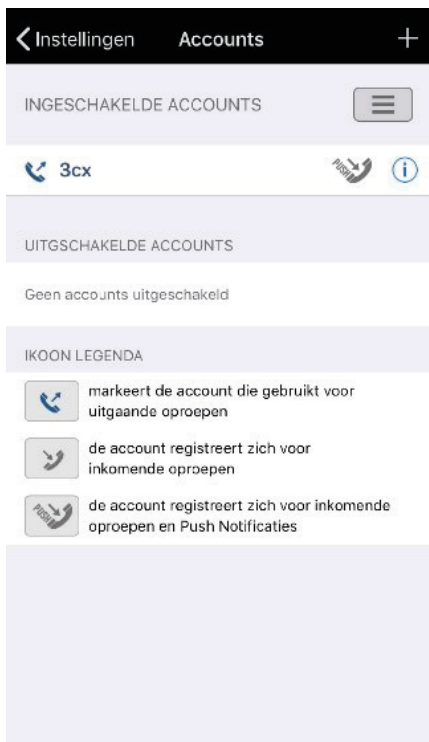 Instellingen Accounts +
INGESCHAKELDE ACCOUNTS
3cx PUSH i
UITGSCHAKELDE ACCOUNTS
Geen accounts uitgeschakeld
IKOON LEGENDA
markeert de account die gebruikt voor
uitgaande oproepen
de account registreert zich voor
inkomende oproepen
PUSH
de account registreert zich voor inkomende
oproepen en Push Notificaties